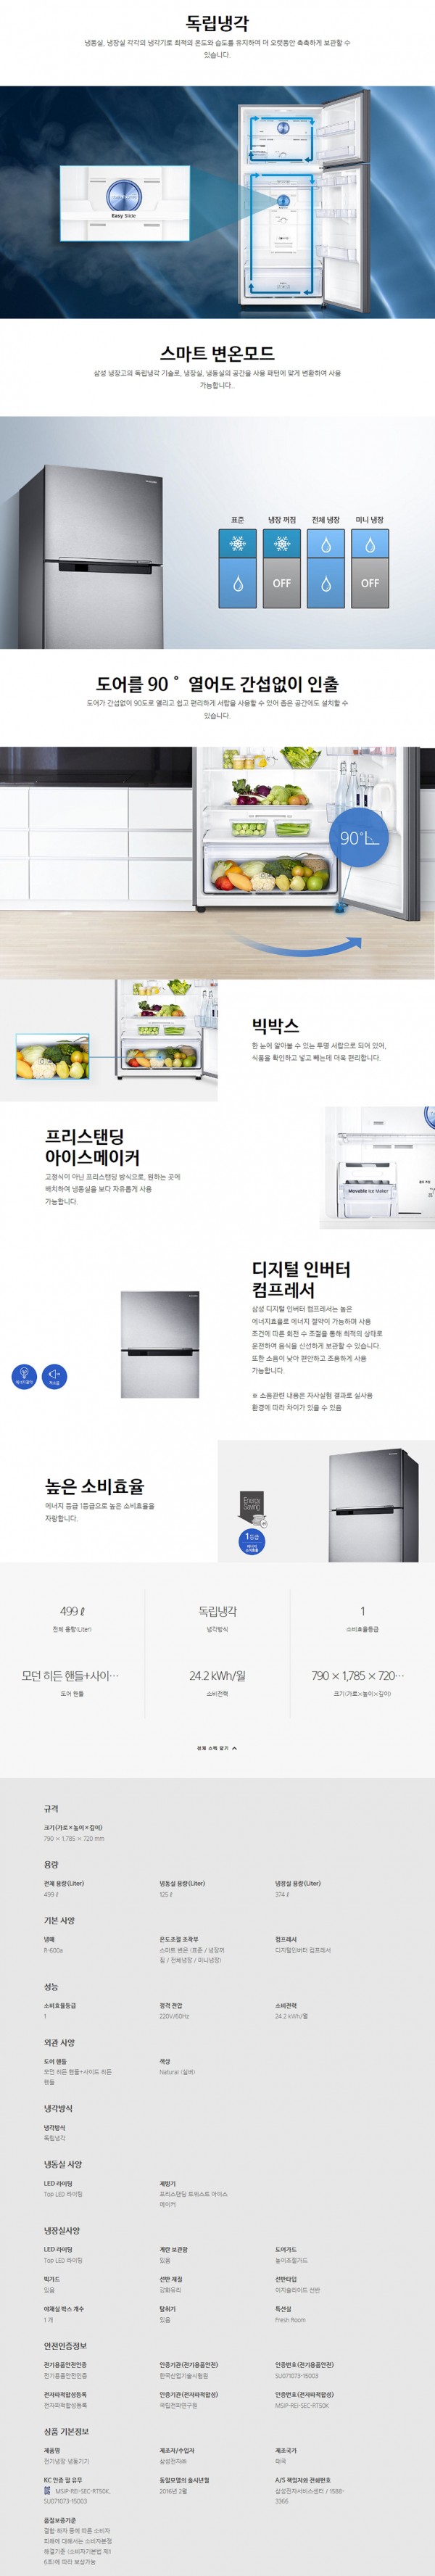 독립냉각
냉동실, 냉장실 각각의 냉각기로 최적의 온도와 습도를 유지하여 더 오랫동안 촉촉하게 보관할 수
있습니다.
Easy Slide
스마트 변온모드
삼성 냉장고의 독립냉각 기술로, 냉장실, 냉동실의 공간을 사용 패턴에 맞게 변환하여 사용
가능합니다..
표준 냉장 꺼짐 전체 냉장 미니 냉장
OFF OFF
도어를 90˚ 열어도 간섭없이 인출
도어가 간섭없이 90도로 열리고 쉽고 편리하게 서랍을 사용할 수 있어 좁은 공간에도 설치할 수
있습니다.
90˚
빅박스
한 눈에 알아볼 수 있는 투명 서랍으로 되어 있어,
식품을 확인하고 넣고 빼는데 더욱 편리합니다.
프리스탠딩
아이스메이커
고정식이 아닌 프리스탠딩 방식으로, 원하는 곳에
배치하여 냉동실을 보다 자유롭게 사용
가능합니다.
Movable Ice Maker
디지털 인버터
컴프레서
삼성 디지털 인버터 컴프레서는 높은
에너지효율로 에너지 절약이 가능하며 사용
조건에 따른 회전 수 조절을 통해 최적의 상태로
운전하여 음식을 신선하게 보관할 수 있습니다.
또한 소음이 낮아 편안하고 조용하게 사용
가능합니다.
※ 소음관련 내용은 자사실험 결과로 실사용
환경에 따라 차이가 있을 수 있음
높은 소비효율
에너지 등급 1등급으로 높은 소비효율을
자랑합니다.
Energy
Saving
1등급
499 ℓ 독립냉각 1
전체 용량(Liter) 냉각방식 소비효율등급
모던 히든 핸들+사이··· 24.2 kWh/월 790 × 1,785 × 720···
도어 핸들 소비전력 크기(가로×높이×깊이)
전체 스펙 닫기
규격
크기(가로×높이×깊이)
790 × 1,785 × 720 mm
용량
전체 용량(Liter) 냉동실 용량(Liter) 냉장실 용량(Liter)
499 ℓ 125 ℓ 374 ℓ
기본 사양
냉매 온도조절 조작부 컴프레서
R-600a 스마트 변온 (표준 / 냉장꺼 디지털인버터 컴프레서
짐 / 전체냉장 / 미니냉장)
성능
소비효율등급 정격 전압 소비전력
1 220V/60Hz 24.2 kWh/월
외관 사양
도어 핸들 색상
모던 히든 핸들+사이드 히든 Natural (실버)
핸들
냉각방식
냉각방식
독립냉각
냉동실 사양
LED 라이팅 제빙기
Top LED 라이팅 프리스탠딩 트위스트 아이스
메이커
냉장실사양
LED 라이팅 계란 보관함 도어가드
Top LED 라이팅 있음 높이조절가드
빅가드 선반 재질 선반타입
있음 강화유리 이지슬라이드 선반
야채실 박스 개수 탈취기 특선실
1 개 있음 Fresh Room
안전인증정보
전기용품안전인증 인증기관(전기용품안전) 인증번호(전기용품안전)
전기용품안전인증 한국산업기술시험원 SU071073-15003
전자파적합성등록 인증기관(전자파적합성) 인증번호(전자파적합성)
전자파적합성등록 국립전파연구원 MSIP-REI-SEC-RT50K
상품 기본정보
제품명 제조자/수입자 제조국가
전기냉장·냉동기기 삼성전자㈜ 태국
KC 인증 필 유무 동일모델의 출시년월 A/S 책임자와 전화번호
MSIP-REI-SEC-RT50K, 2016년 2월 삼성전자서비스센터 / 1588-
SU071073-15003 3366
품질보증기준
결함·하자 등에 따른 소비자
피해에 대해서는 소비자분쟁
해결기준 (소비자기본법 제1
6조)에 따라 보상가능